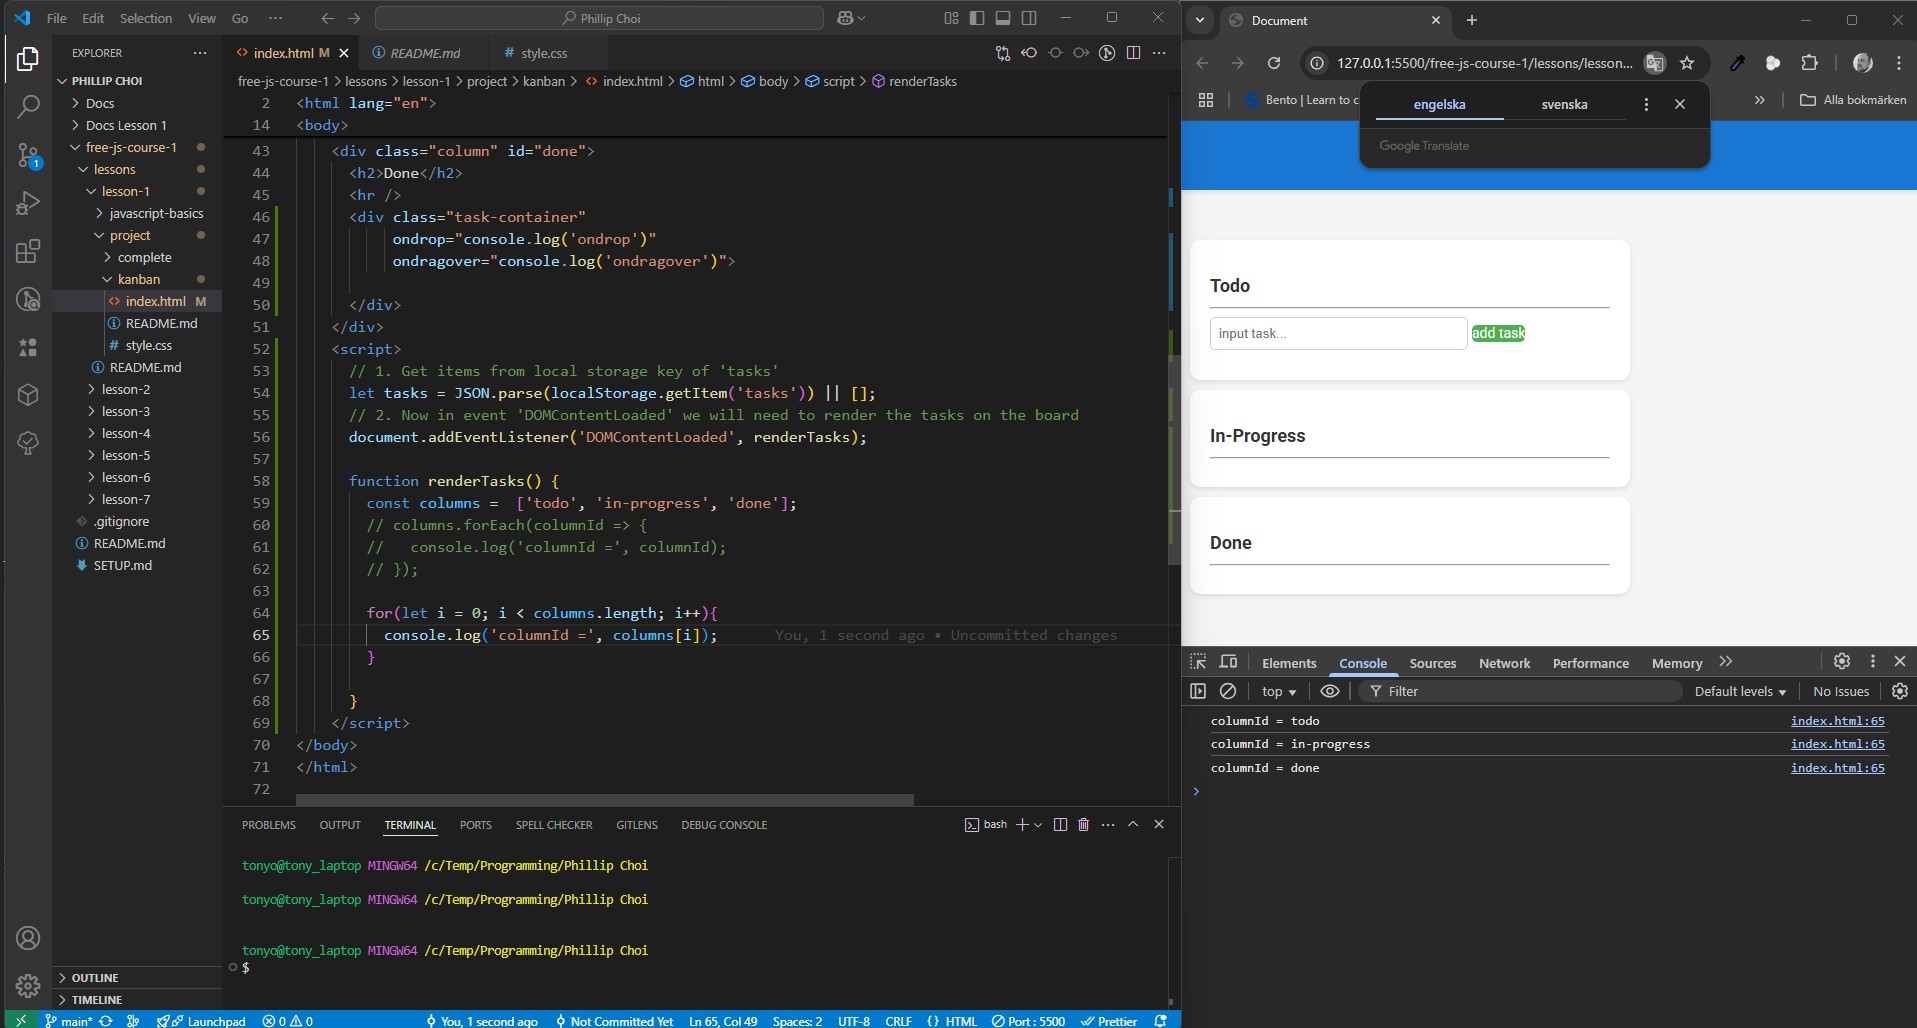 File Edit Selection View Go ··· Phillip Choi
EXPLORER ···
PHILLIP CHOI
Docs
Docs Lesson 1
free-js-course-1
lessons
lesson-1
javascript-basics
project
complete
kanban
index.html M
README.md
style.css
README.md
lesson-2
lesson-3
lesson-4
lesson-5
lesson-6
lesson-7
.gitignore
README.md
SETUP.md
OUTLINE
TIMELINE
index.html M README.md style.css
free-js-course-1 > lessons > lesson-1 > project > kanban > index.html > html > body > script > renderTasks
2 <html lang="en">
14 <body>
43 <div class="column" id="done">
44 <h2>Done</h2>
45 <hr />
46 <div class="task-container"
47 ondrop="console.log('ondrop')"
48 ondragover="console.log('ondragover')">
49
50 </div>
51 </div>
52 <script>
53 // 1. Get items from local storage key of 'tasks'
54 let tasks = JSON.parse(localStorage.getItem('tasks')) || [];
55 // 2. Now in event 'DOMContentLoaded' we will need to render the tasks on the board
56 document.addEventListener('DOMContentLoaded', renderTasks);
57
58 function renderTasks() {
59 const columns =  ['todo', 'in-progress', 'done'];
60 // columns.forEach(columnId => {
61 //   console.log('columnId =', columnId);
62 // });
63
64 for(let i = 0; i < columns.length; i++){
65 console.log('columnId =', columns[i]); You, 1 second ago • Uncommitted changes
66 }
67
68 }
69 </script>
70 </body>
71 </html>
72
PROBLEMS OUTPUT TERMINAL PORTS SPELL CHECKER GITLENS DEBUG CONSOLE bash
tonyo@tony_laptop MINGW64 /c/Temp/Programming/Phillip Choi
tonyo@tony_laptop MINGW64 /c/Temp/Programming/Phillip Choi
tonyo@tony_laptop MINGW64 /c/Temp/Programming/Phillip Choi
$
main* Launchpad 0 0 You, 1 second ago Not Committed Yet Ln 65, Col 49 Spaces: 2 UTF-8 CRLF {} HTML Port : 5500 Prettier
Document
127.0.0.1:5500/free-js-course-1/lessons/lesson...
Bento | Learn to c Alla bokmärken
engelska svenska
Google Translate
Todo
input task... add task
In-Progress
Done
Elements Console Sources Network Performance Memory
top Filter Default levels No Issues
columnId = todo index.html:65
columnId = in-progress index.html:65
columnId = done index.html:65